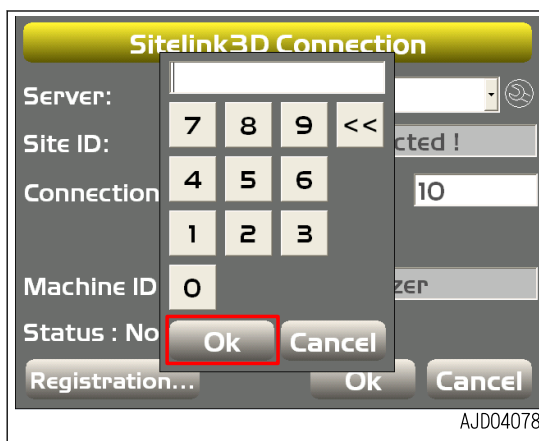 Sitelink3D Connection
Server:
7 8 9 <<
Site ID: cted !
4 5 6
Connection 10
1 2 3
Machine ID zer
0
Status : No
Ok Cancel
Registration... Ok Cancel
AJD04078